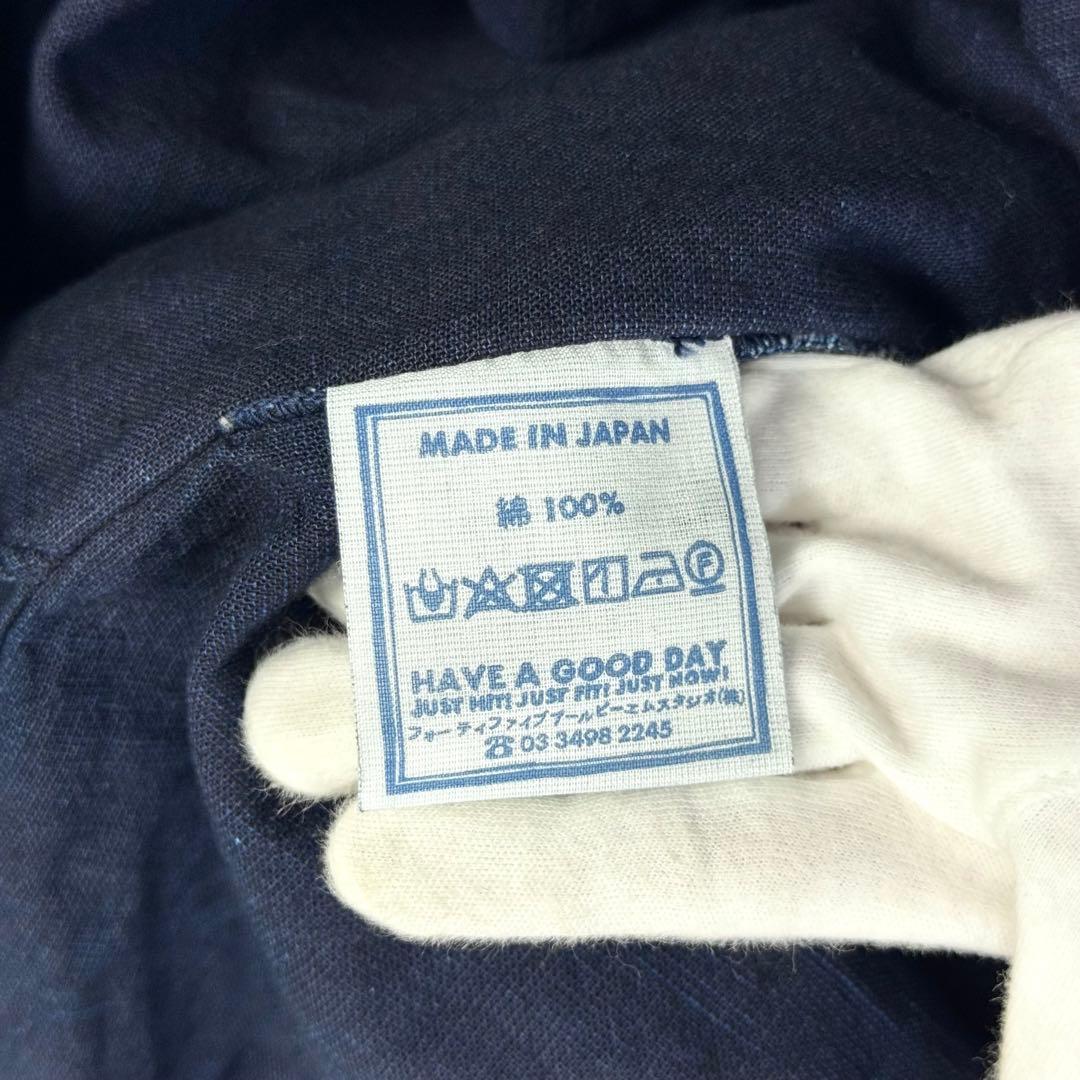 MADE IN JAPAN
綿 100%
F
HAVE A GOOD DAY
JUST HIT! JUST FIT! JUST NOW!
フォーティファイブアールピーエムスタジオ(株)
☎ 03 3498 2245